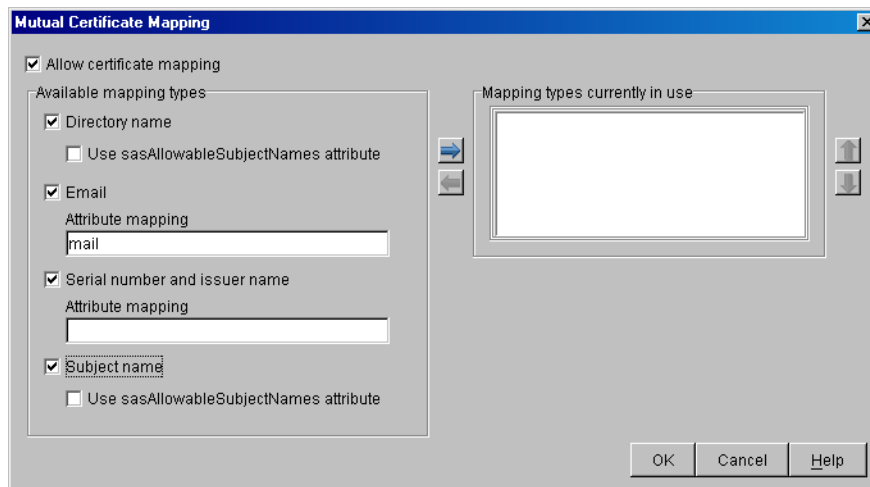 Mutual Certificate Mapping
Allow certificate mapping
Available mapping types
Directory name
Use sasAllowableSubjectNames attribute
Email
Attribute mapping
mail
Serial number and issuer name
Attribute mapping
Subject name
Use sasAllowableSubjectNames attribute
Mapping types currently in use
OK Cancel Help